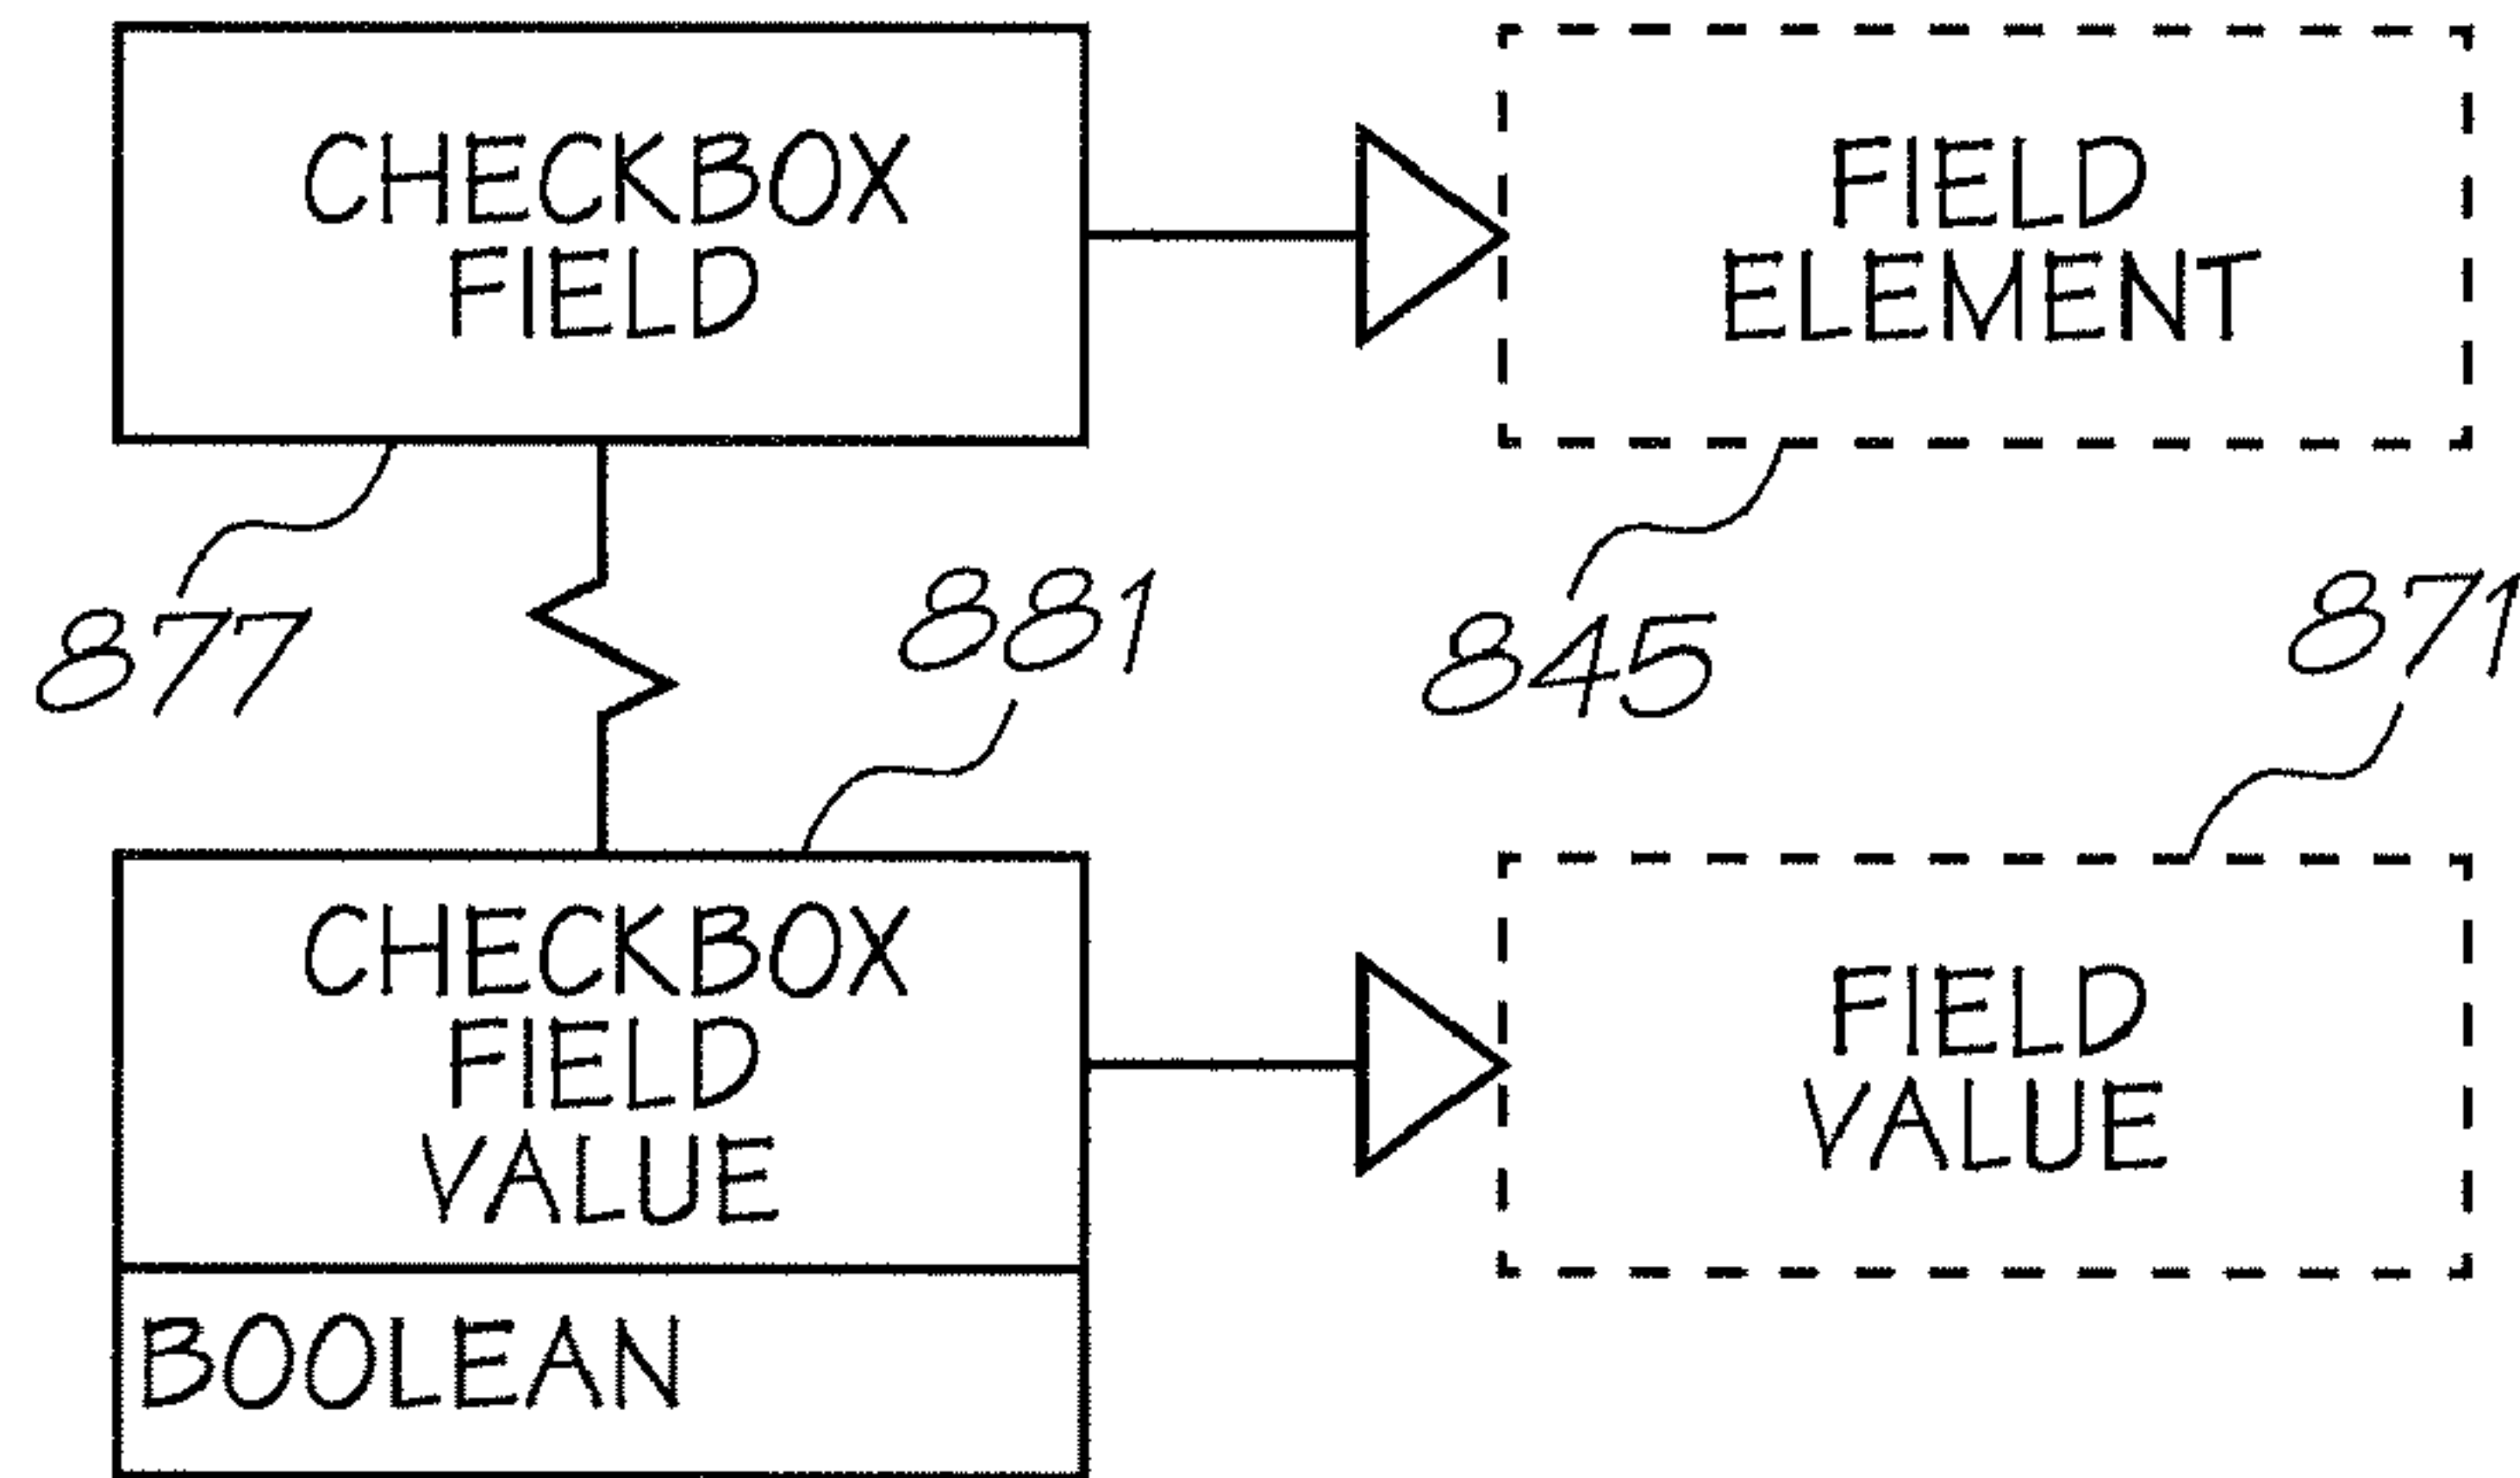 CHECKBOX
FIELD
FIELD
ELEMENT
877
881
845
871
CHECKBOX
FIELD
VALUE
FIELD
VALUE
BOOLEAN